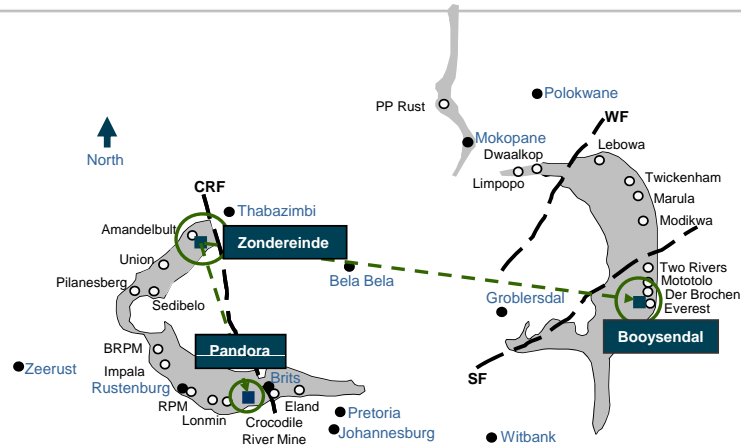 Polokwane
PP Rust
WF
North
Mokopane
Lebowa
Dwaalkop
Limpopo
Twickenham
Marula
Modikwa
CRF
Thabazimbi
Amandelbult
Zondereinde
Union
Pilanesberg
Sedibelo
Bela Bela
Two Rivers
Mototolo
Der Brochen
Everest
Groblersdal
Booysendal
Pandora
BRPM
Impala
Zeerust
Rustenburg
Brits
SF
RPM
Lonmin
Eland
Crocodile
River Mine
Pretoria
Johannesburg
Witbank